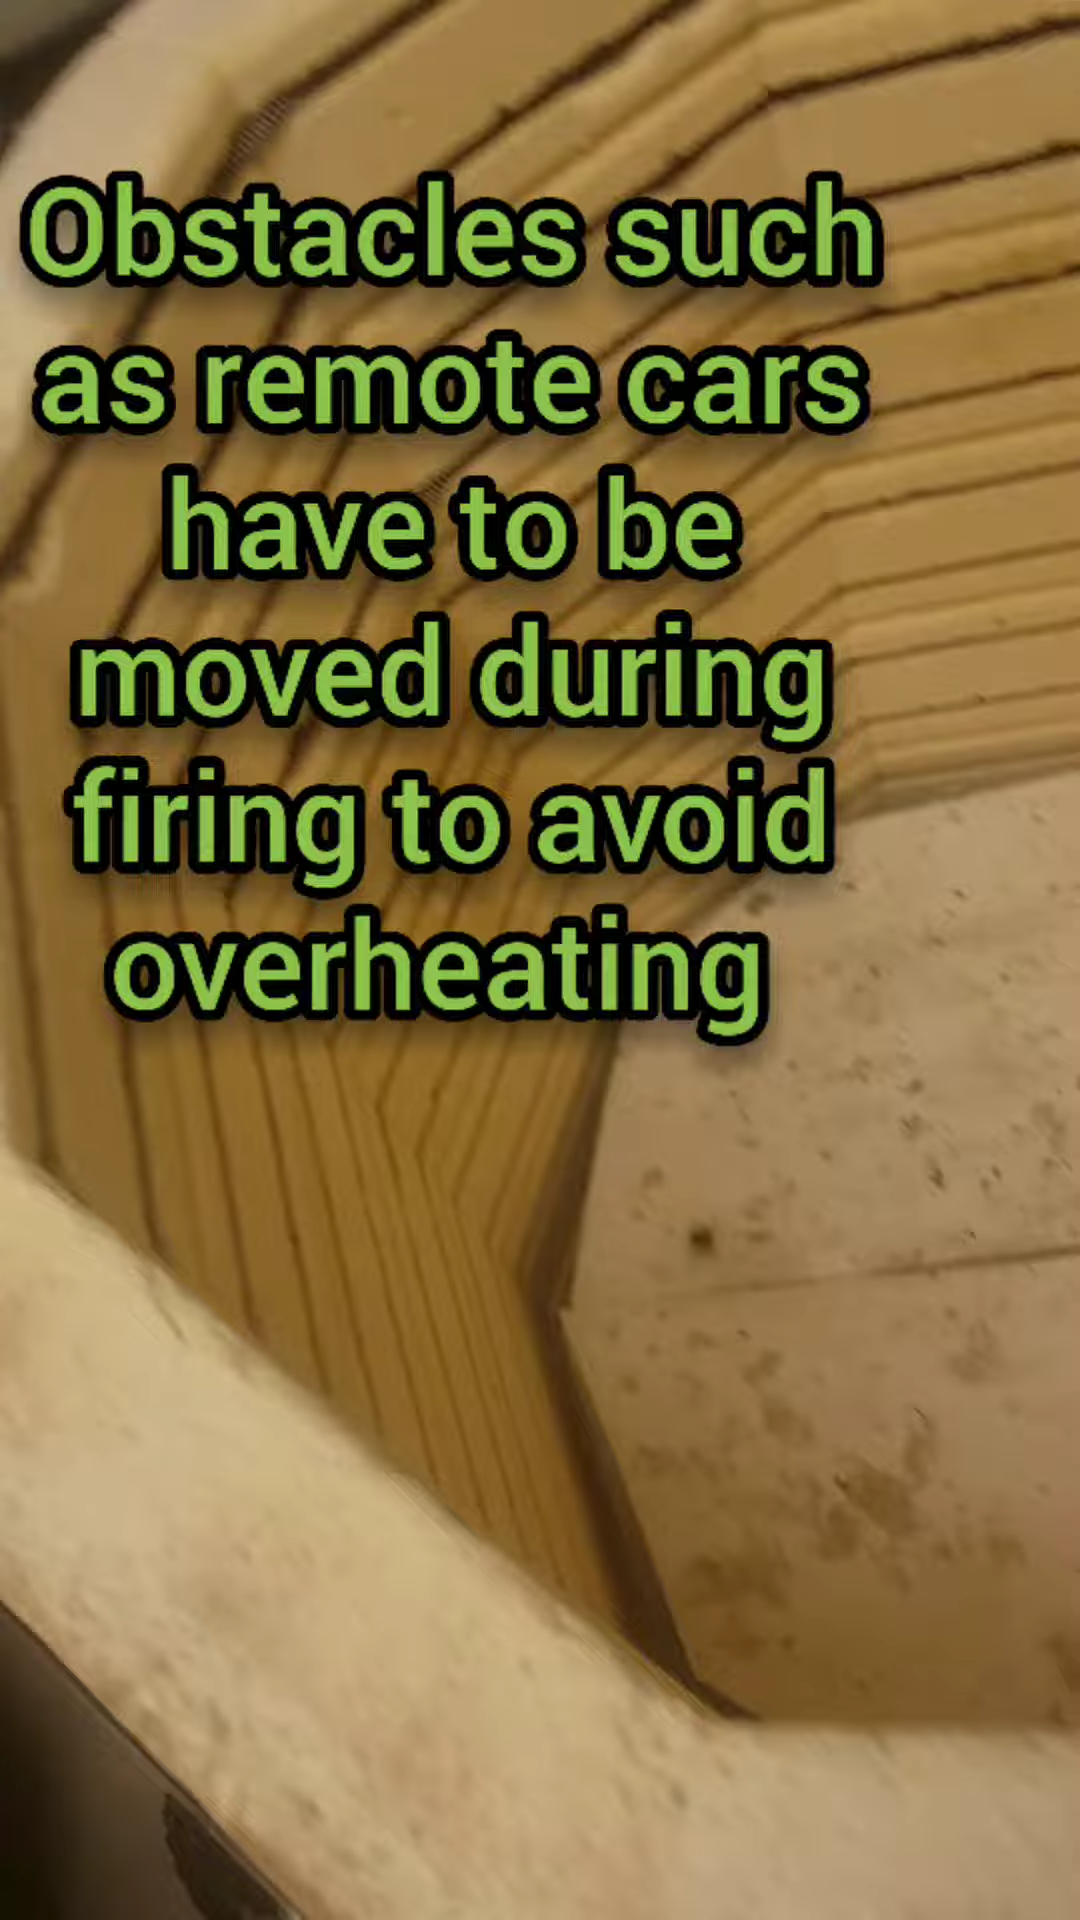 Obstacles such
as remote cars
have to be
moved during
firing to avoid
overheating